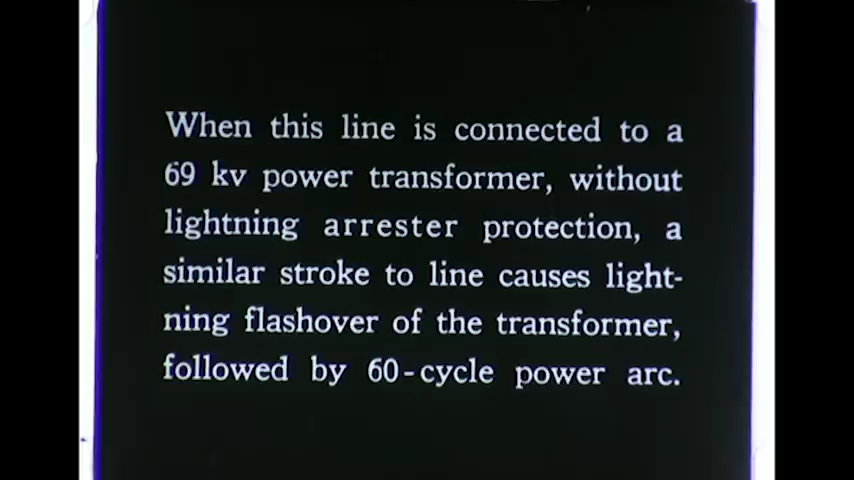 When this line is connected to a
69 kv power transformer, without
lightning arrester protection, a
similar stroke to line causes light-
ning flashover of the transformer,
followed by 60-cycle power arc.